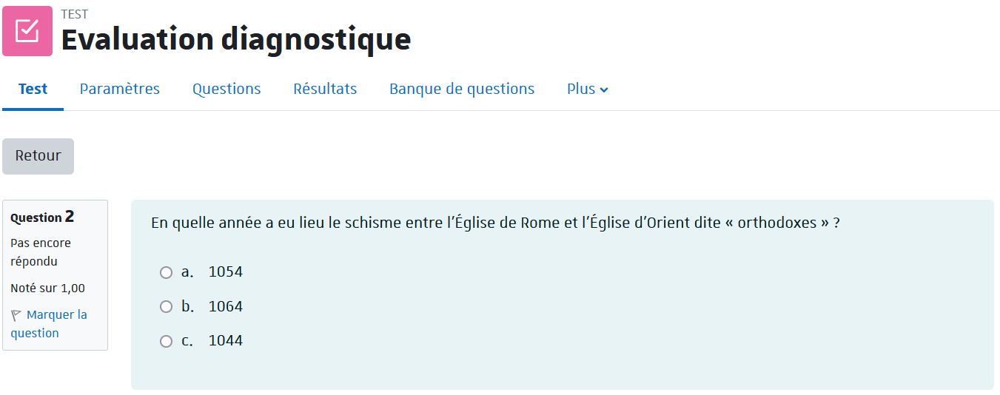 TEST
Evaluation diagnostique
Test Paramètres Questions Résultats Banque de questions Plus
Retour
Question 2
Pas encore
répondu
Noté sur 1,00
Marquer la
question
En quelle année a eu lieu le schisme entre l’Église de Rome et l’Église d’Orient dite « orthodoxes » ?
a. 1054
b. 1064
c. 1044